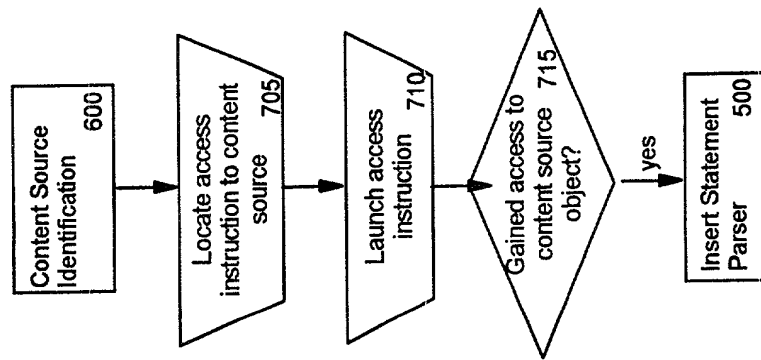 Content Source
Identification
600
Locate access
instruction to content
source
705
Launch access
instruction
710
Gained access to
content source
object?
715
yes
Insert Statement
Parser
500